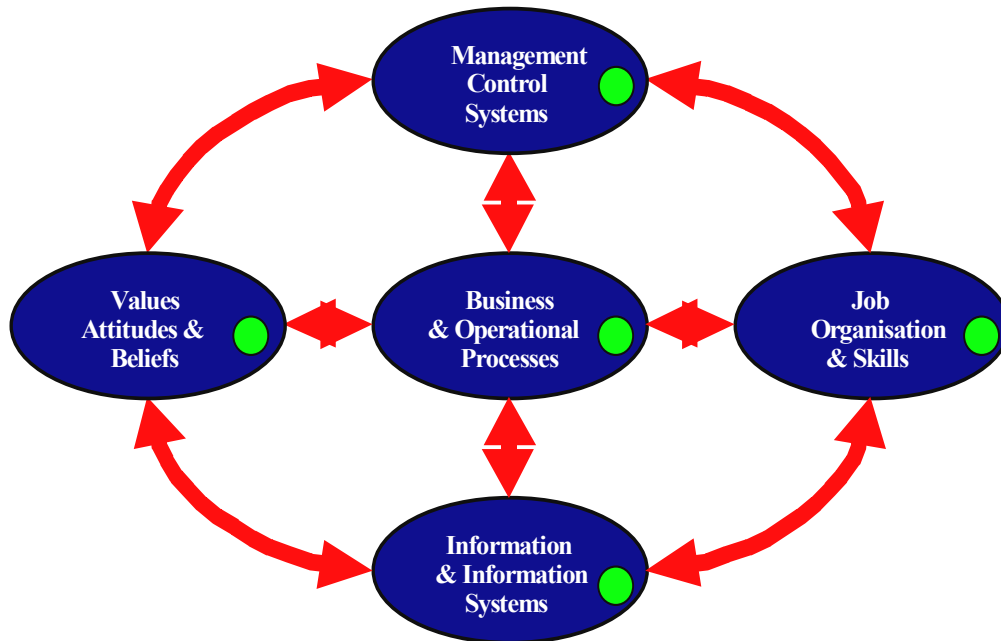 Management
Control
Systems
Values
Attitudes &
Beliefs
Business
& Operational
Processes
Job
Organisation
& Skills
Information
& Information
Systems